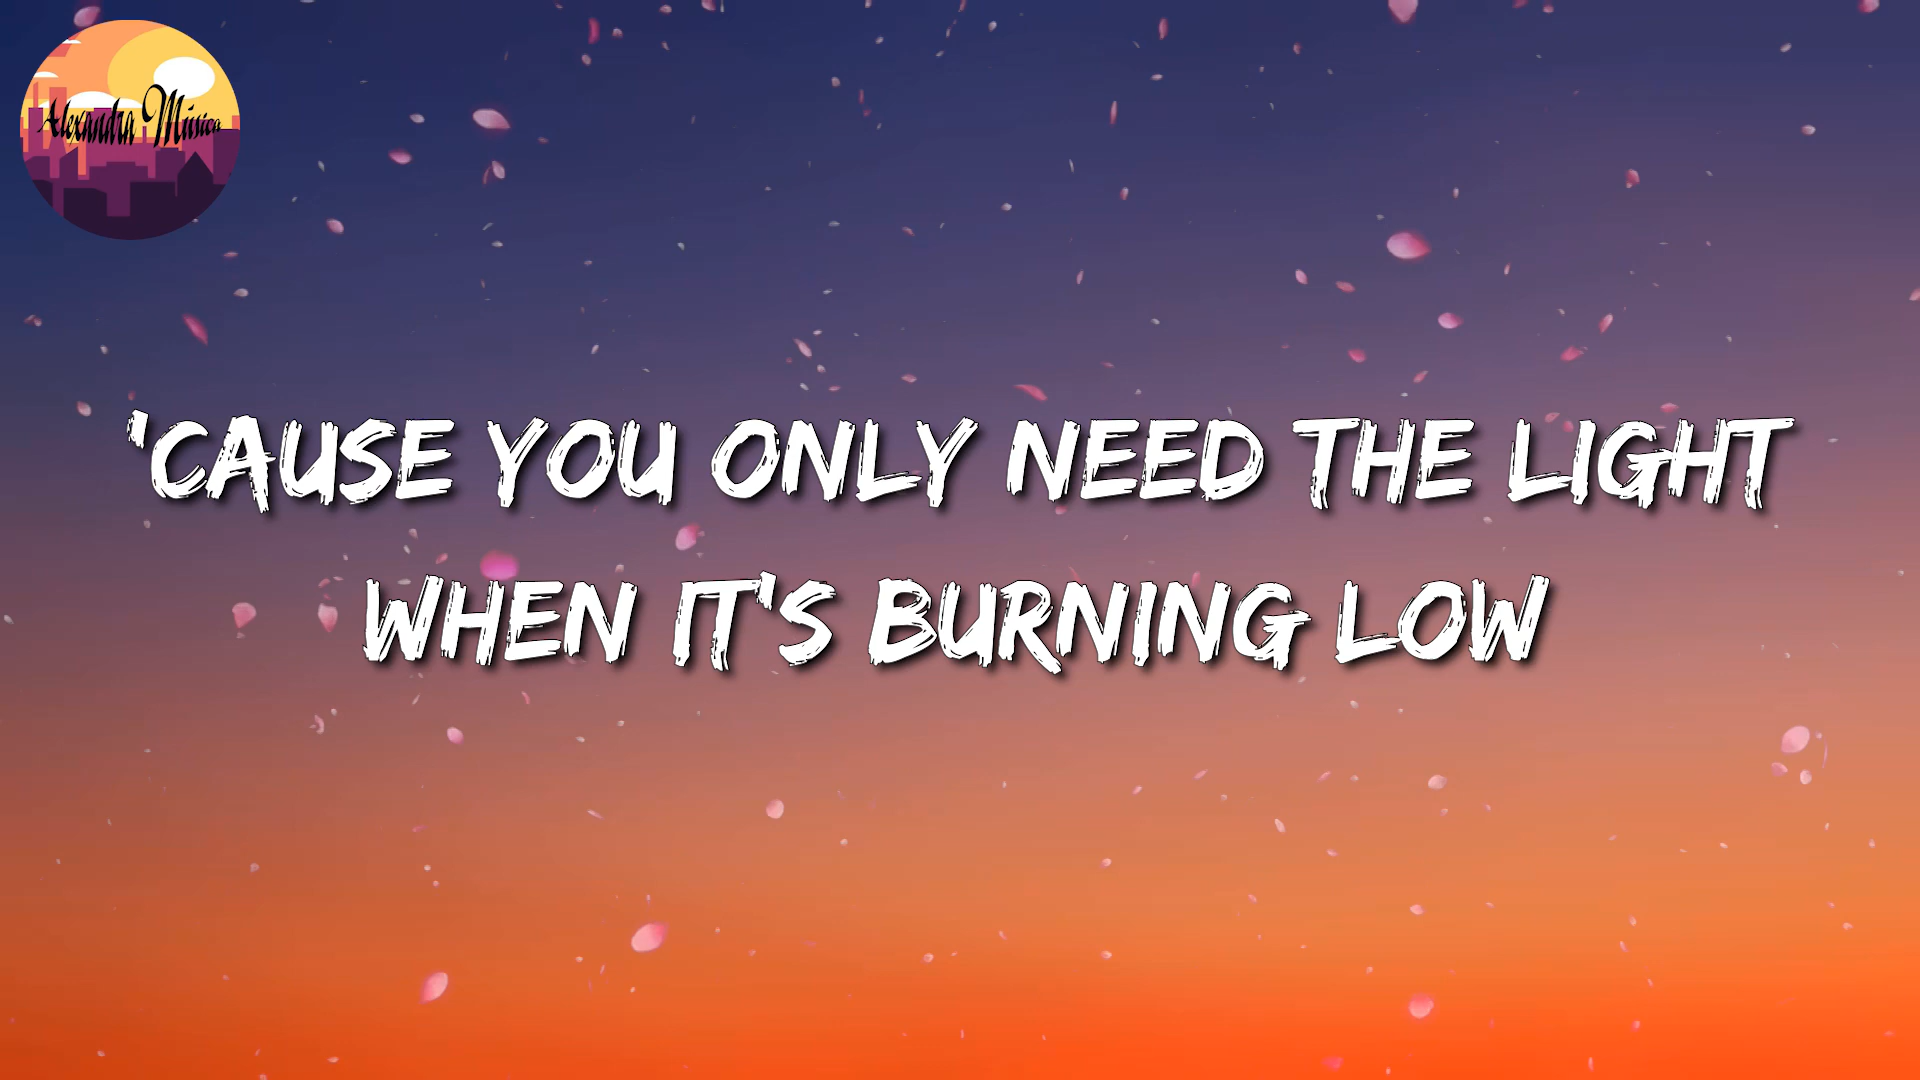 Alexandra Música
'CAUSE YOU ONLY NEED THE LIGHT
WHEN IT'S BURNING LOW